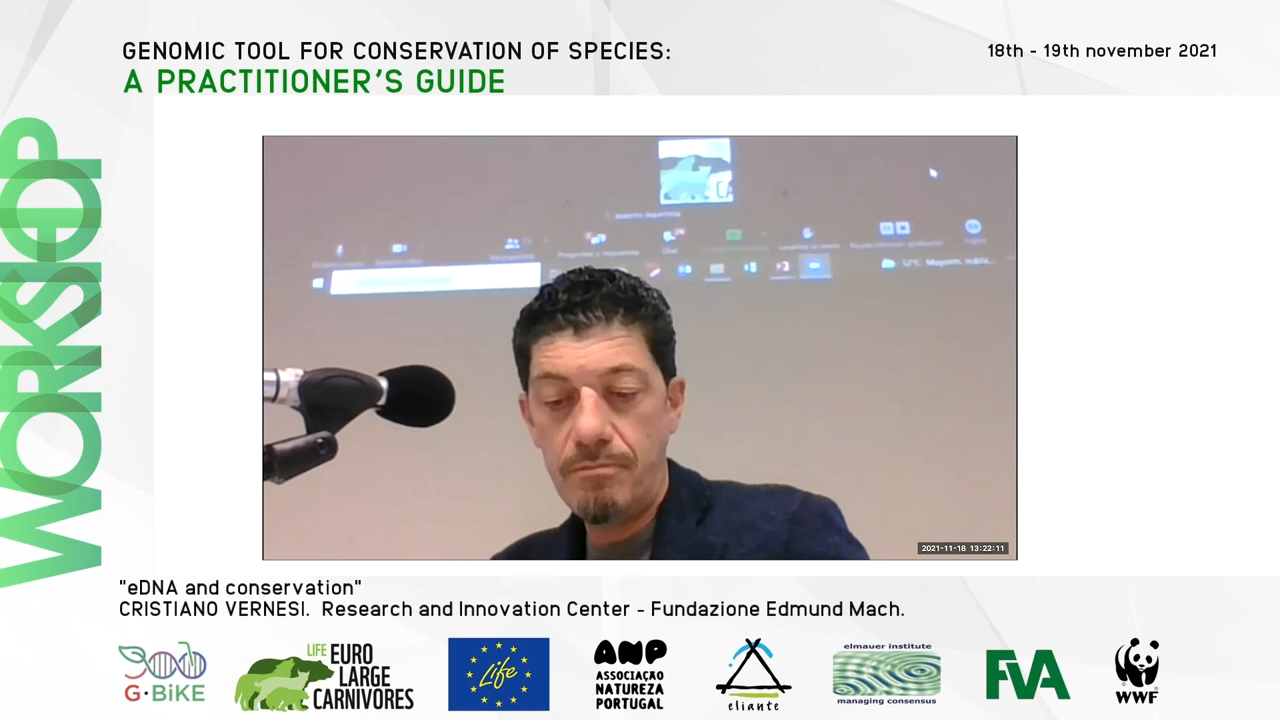 GENOMIC TOOL FOR CONSERVATION OF SPECIES:
A PRACTITIONER'S GUIDE
18th - 19th november 2021
WORKSHOP
12°C
2021-11-18 13:22:11
"eDNA and conservation"
CRISTIANO VERNESI. Research and Innovation Center - Fundazione Edmund Mach.
G·BiKE
LIFE EURO
LARGE
CARNIVORES
Life
ANP
ASSOCIAÇÃO
NATUREZA
PORTUGAL
eliante
elmauer institute
managing consensus
FVA
WWF